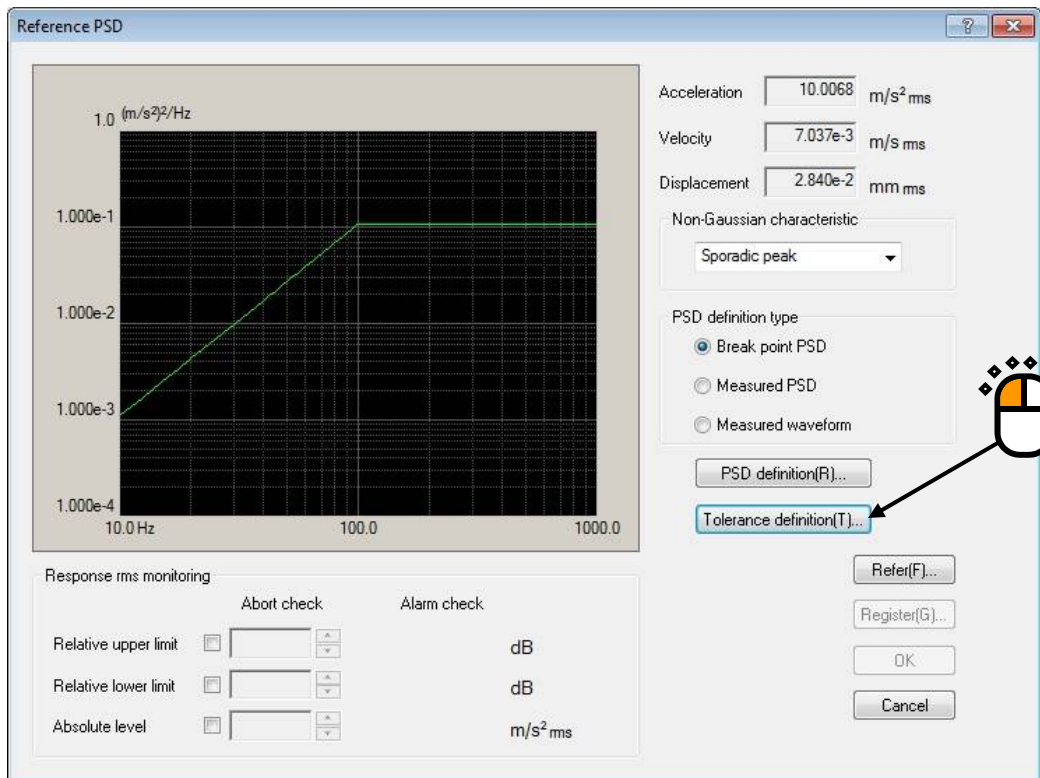 Reference PSD
?
1.0 (m/s²)²/Hz
1.000e-1
1.000e-2
1.000e-3
1.000e-4
10.0 Hz 100.0 1000.0
Acceleration 10.0068 m/s² rms
Velocity 7.037e-3 m/s rms
Displacement 2.840e-2 mm rms
Non-Gaussian characteristic
Sporadic peak
PSD definition type
Break point PSD
Measured PSD
Measured waveform
PSD definition(R)...
Tolerance definition(T)...
Response rms monitoring
Abort check Alarm check
Relative upper limit dB
Relative lower limit dB
Absolute level m/s² rms
Refer(F)...
Register(G)...
OK
Cancel